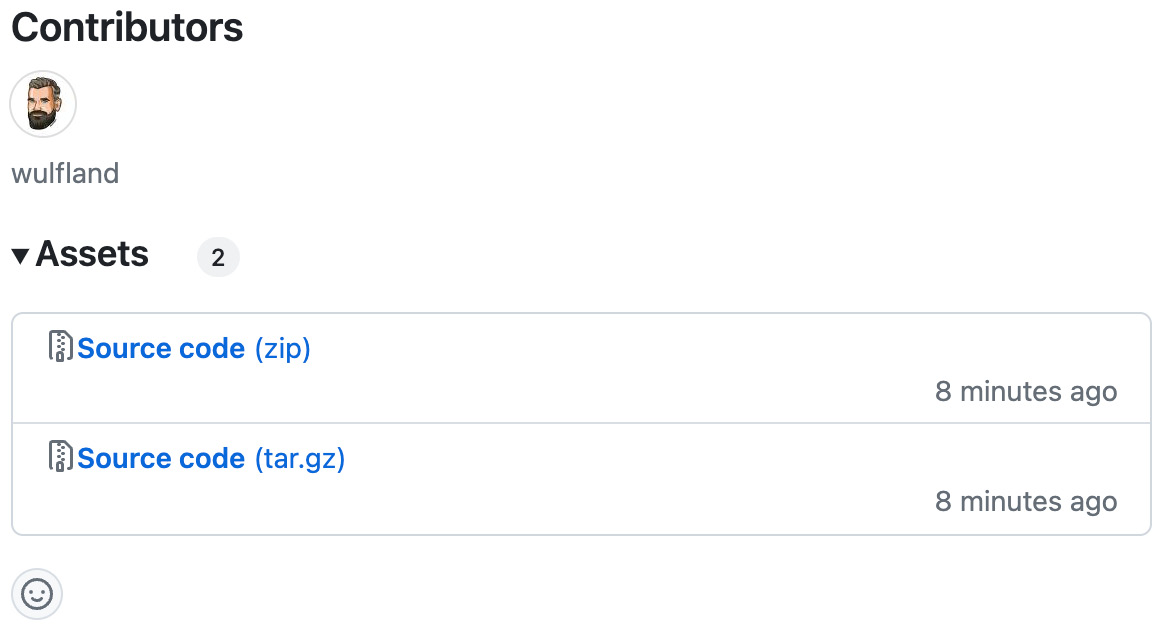 Contributors
wulfland
Assets 2
Source code (zip)
8 minutes ago
Source code (tar.gz)
8 minutes ago